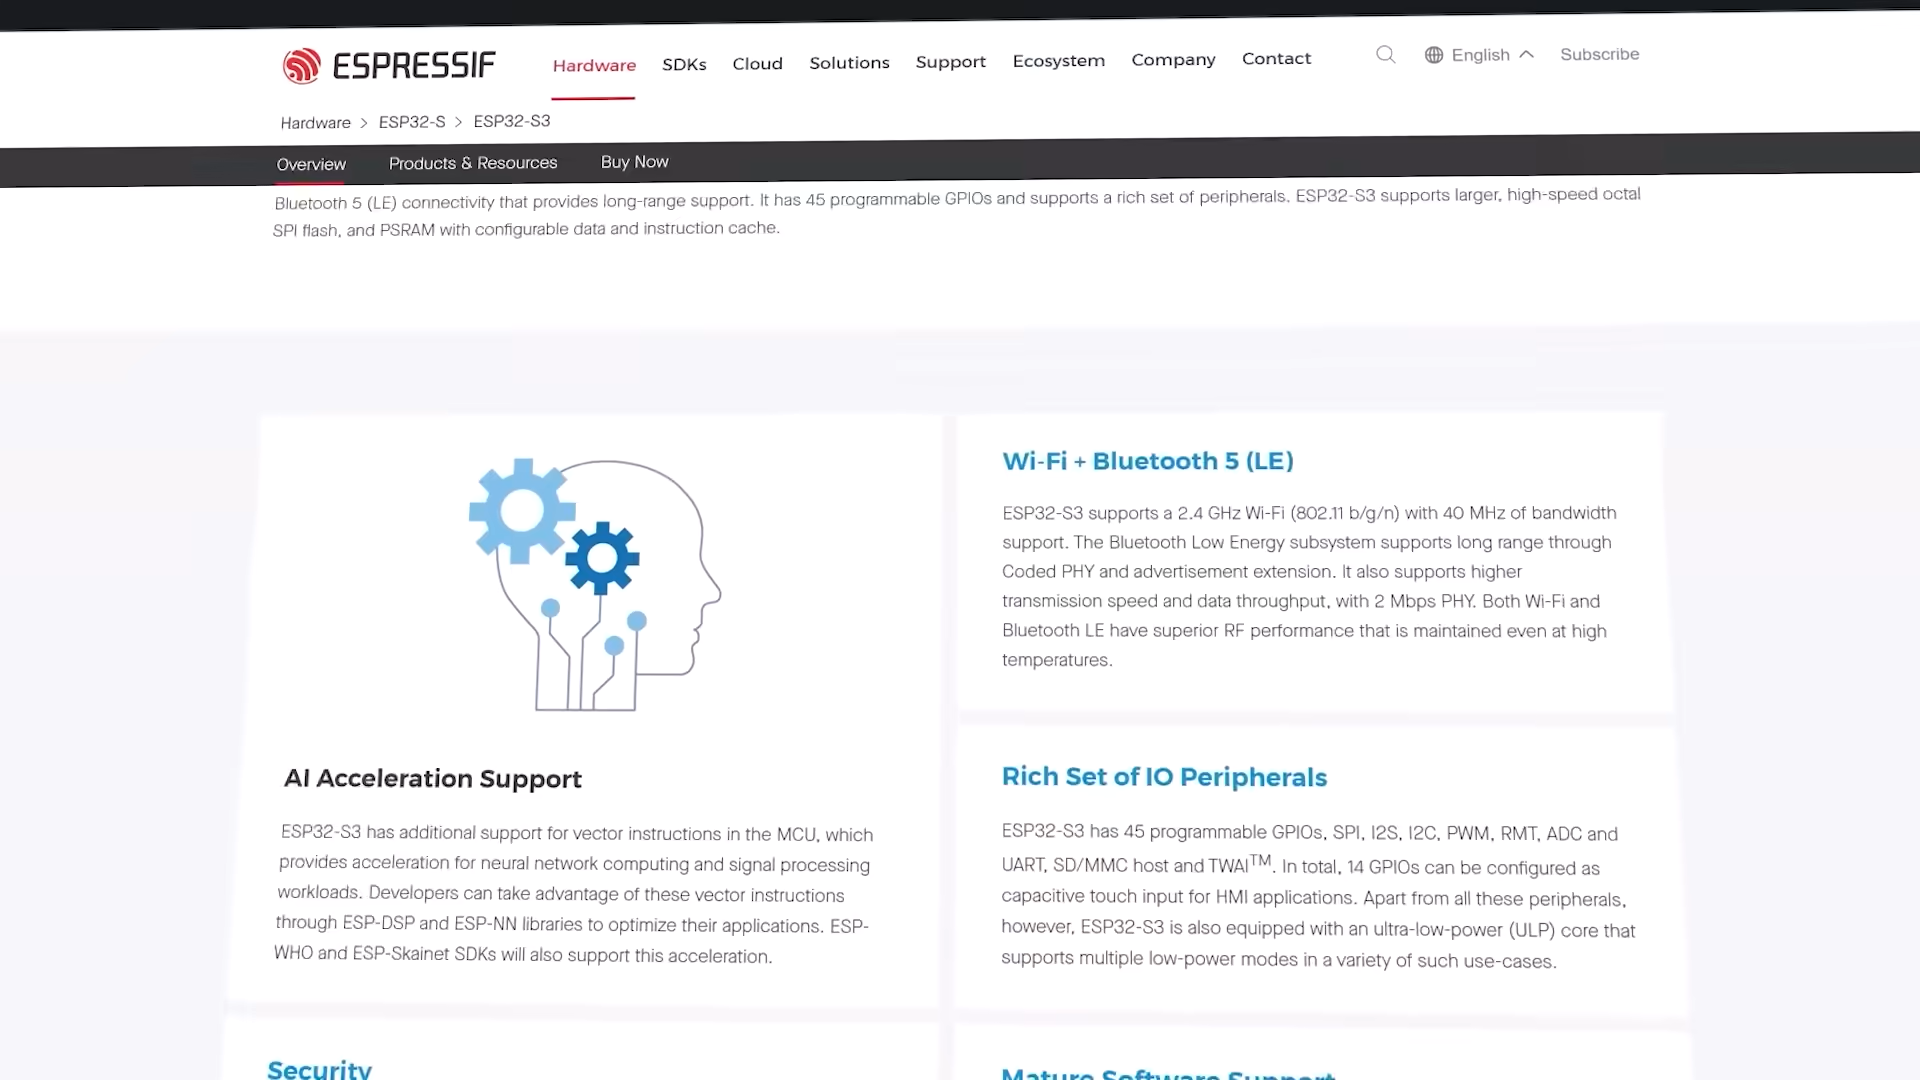 ESPRESSIF
Hardware SDKs Cloud Solutions Support Ecosystem Company Contact English Subscribe
Hardware > ESP32-S > ESP32-S3
Overview Products & Resources Buy Now
Bluetooth 5 (LE) connectivity that provides long-range support. It has 45 programmable GPIOs and supports a rich set of peripherals. ESP32-S3 supports larger, high-speed octal
SPI flash, and PSRAM with configurable data and instruction cache.
AI Acceleration Support
ESP32-S3 has additional support for vector instructions in the MCU, which
provides acceleration for neural network computing and signal processing
workloads. Developers can take advantage of these vector instructions
through ESP-DSP and ESP-NN libraries to optimize their applications. ESP-
WHO and ESP-Skainet SDKs will also support this acceleration.
Wi-Fi + Bluetooth 5 (LE)
ESP32-S3 supports a 2.4 GHz Wi-Fi (802.11 b/g/n) with 40 MHz of bandwidth
support. The Bluetooth Low Energy subsystem supports long range through
Coded PHY and advertisement extension. It also supports higher
transmission speed and data throughput, with 2 Mbps PHY. Both Wi-Fi and
Bluetooth LE have superior RF performance that is maintained even at high
temperatures.
Rich Set of IO Peripherals
ESP32-S3 has 45 programmable GPIOs, SPI, I2S, I2C, PWM, RMT, ADC and
UART, SD/MMC host and TWAI™. In total, 14 GPIOs can be configured as
capacitive touch input for HMI applications. Apart from all these peripherals,
however, ESP32-S3 is also equipped with an ultra-low-power (ULP) core that
supports multiple low-power modes in a variety of such use-cases.
Security
Mature Software Support